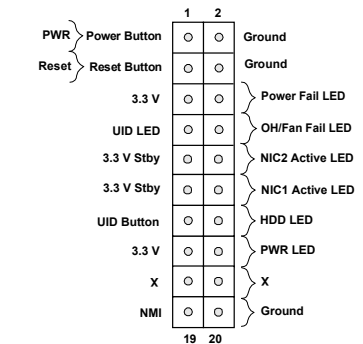 1 2
PWR Power Button Ground
Reset Reset Button Ground
3.3 V Power Fail LED
UID LED OH/Fan Fail LED
3.3 V Stby NIC2 Active LED
3.3 V Stby NIC1 Active LED
UID Button HDD LED
3.3 V PWR LED
X X
NMI Ground
19 20